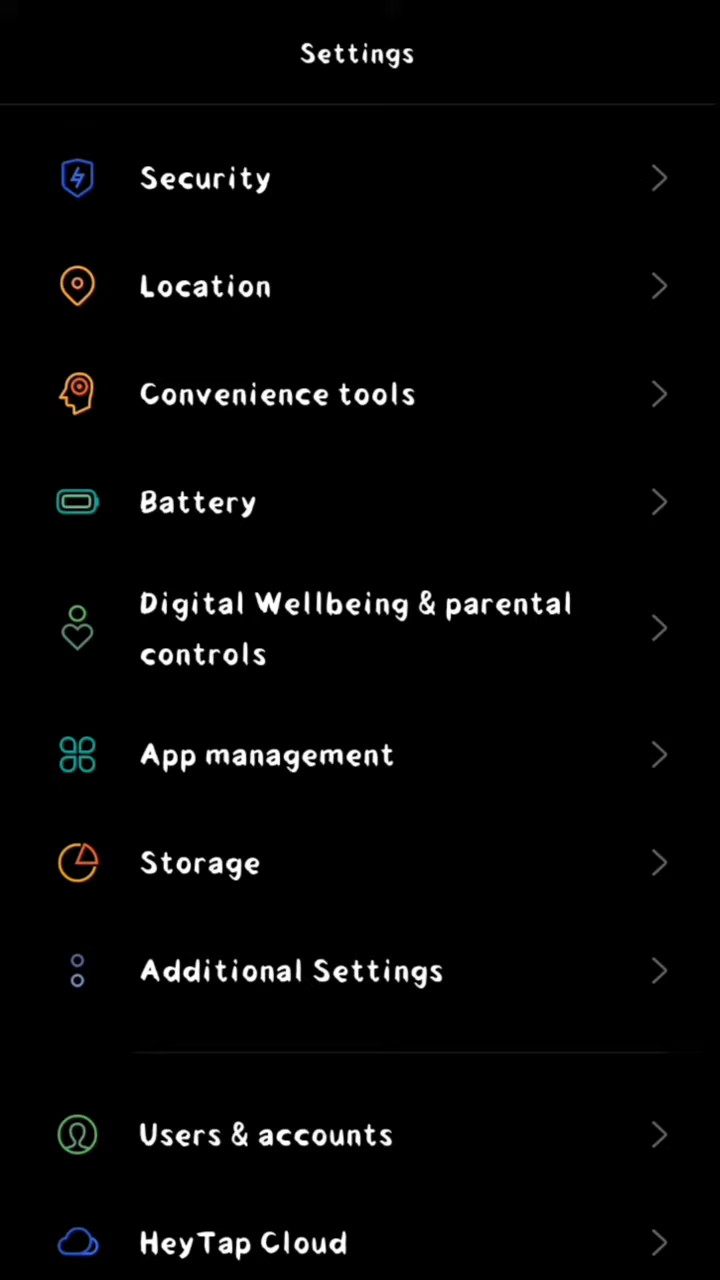 Settings
Security
Location
Convenience tools
Battery
Digital Wellbeing & parental
controls
App management
Storage
Additional Settings
Users & accounts
HeyTap Cloud